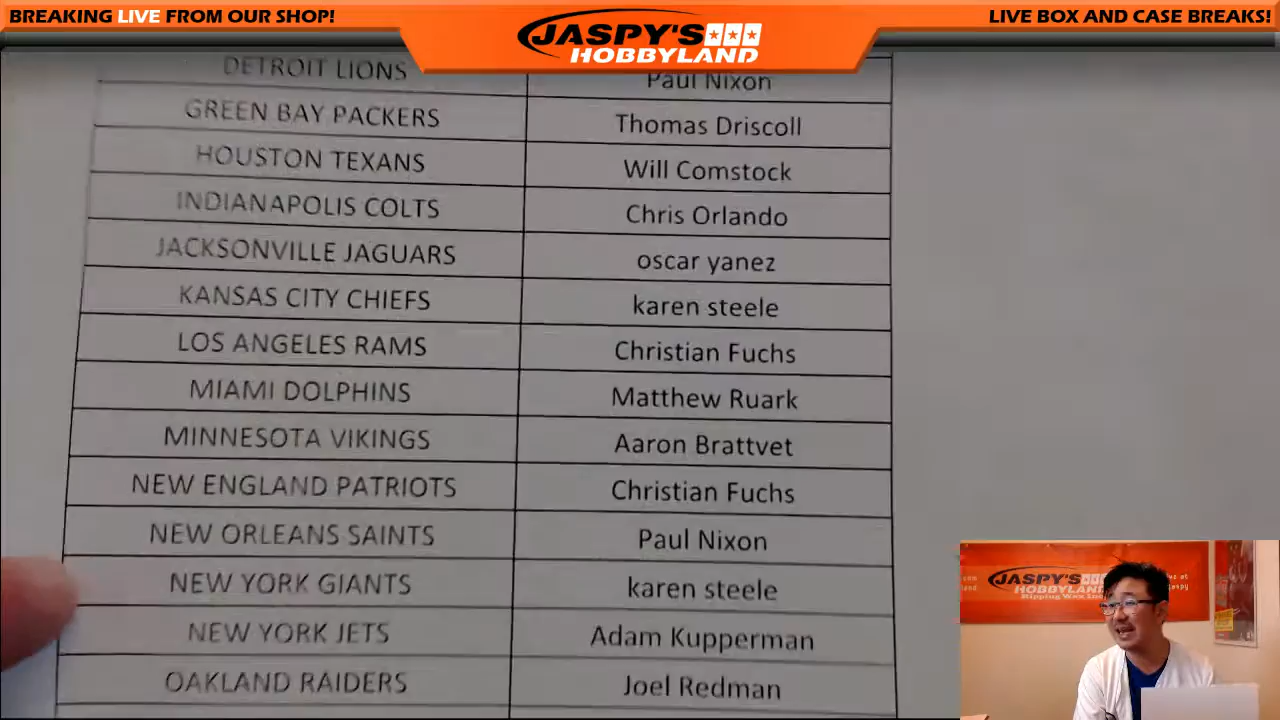 BREAKING LIVE FROM OUR SHOP!
JASPY'S
HOBBYLAND
LIVE BOX AND CASE BREAKS!
DETROIT LIONS Paul Nixon
GREEN BAY PACKERS Thomas Driscoll
HOUSTON TEXANS Will Comstock
INDIANAPOLIS COLTS Chris Orlando
JACKSONVILLE JAGUARS oscar yanez
KANSAS CITY CHIEFS karen steele
LOS ANGELES RAMS Christian Fuchs
MIAMI DOLPHINS Matthew Ruark
MINNESOTA VIKINGS Aaron Brattvet
NEW ENGLAND PATRIOTS Christian Fuchs
NEW ORLEANS SAINTS Paul Nixon
NEW YORK GIANTS karen steele
NEW YORK JETS Adam Kupperman
OAKLAND RAIDERS Joel Redman
JASPY'S
HOBBYLAND